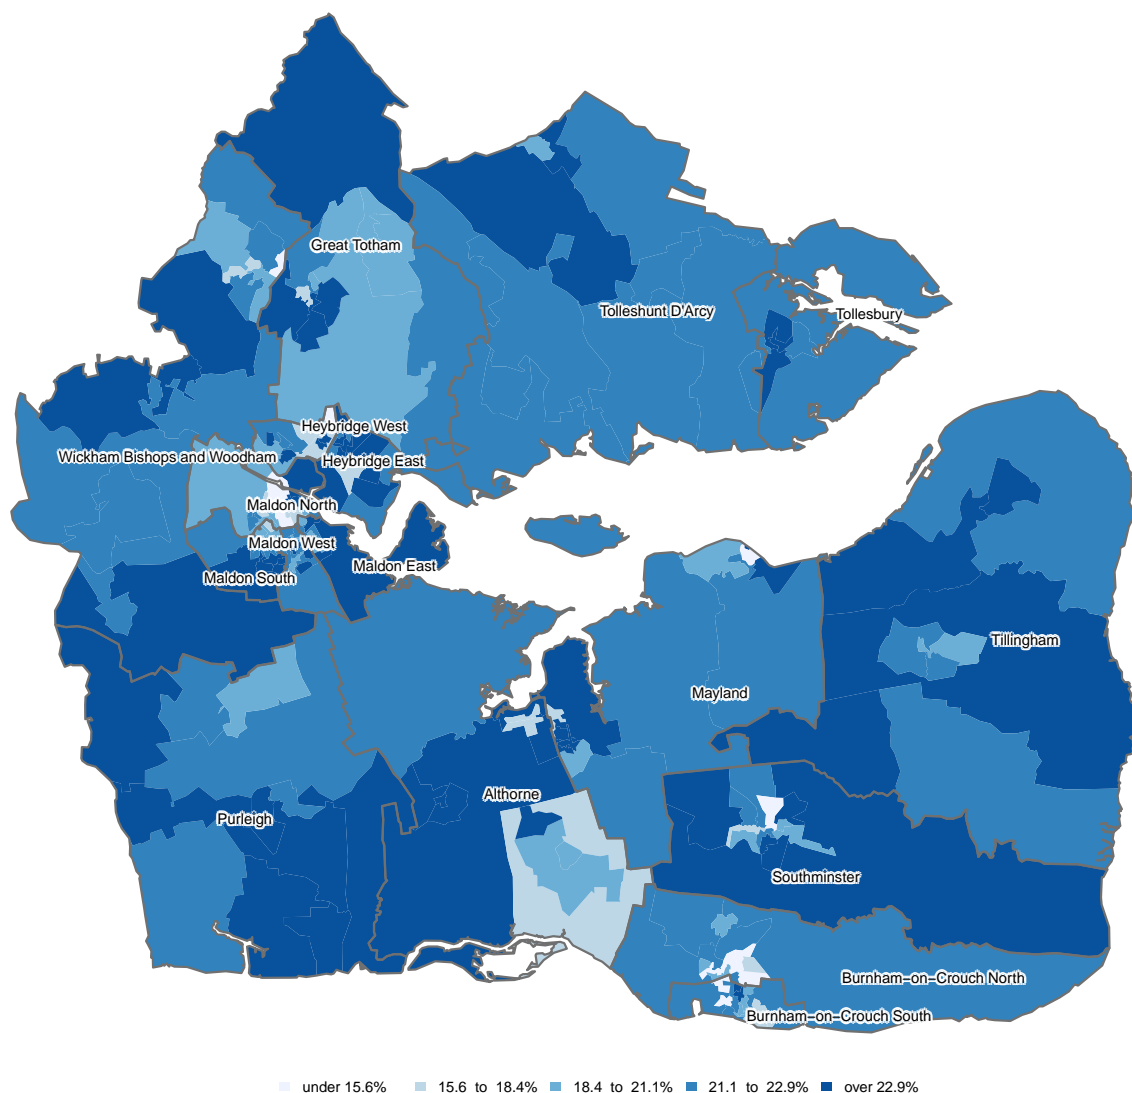 Great Totham
Tolleshunt D'Arcy
Tollesbury
Heybridge West
Wickham Bishops and Woodham
Heybridge East
Maldon North
Maldon West
Maldon East
Maldon South
Tillingham
Mayland
Althorne
Purleigh
Southminster
Burnham−on−Crouch North
Burnham−on−Crouch South
under 15.6% 15.6 to 18.4% 18.4 to 21.1% 21.1 to 22.9% over 22.9%